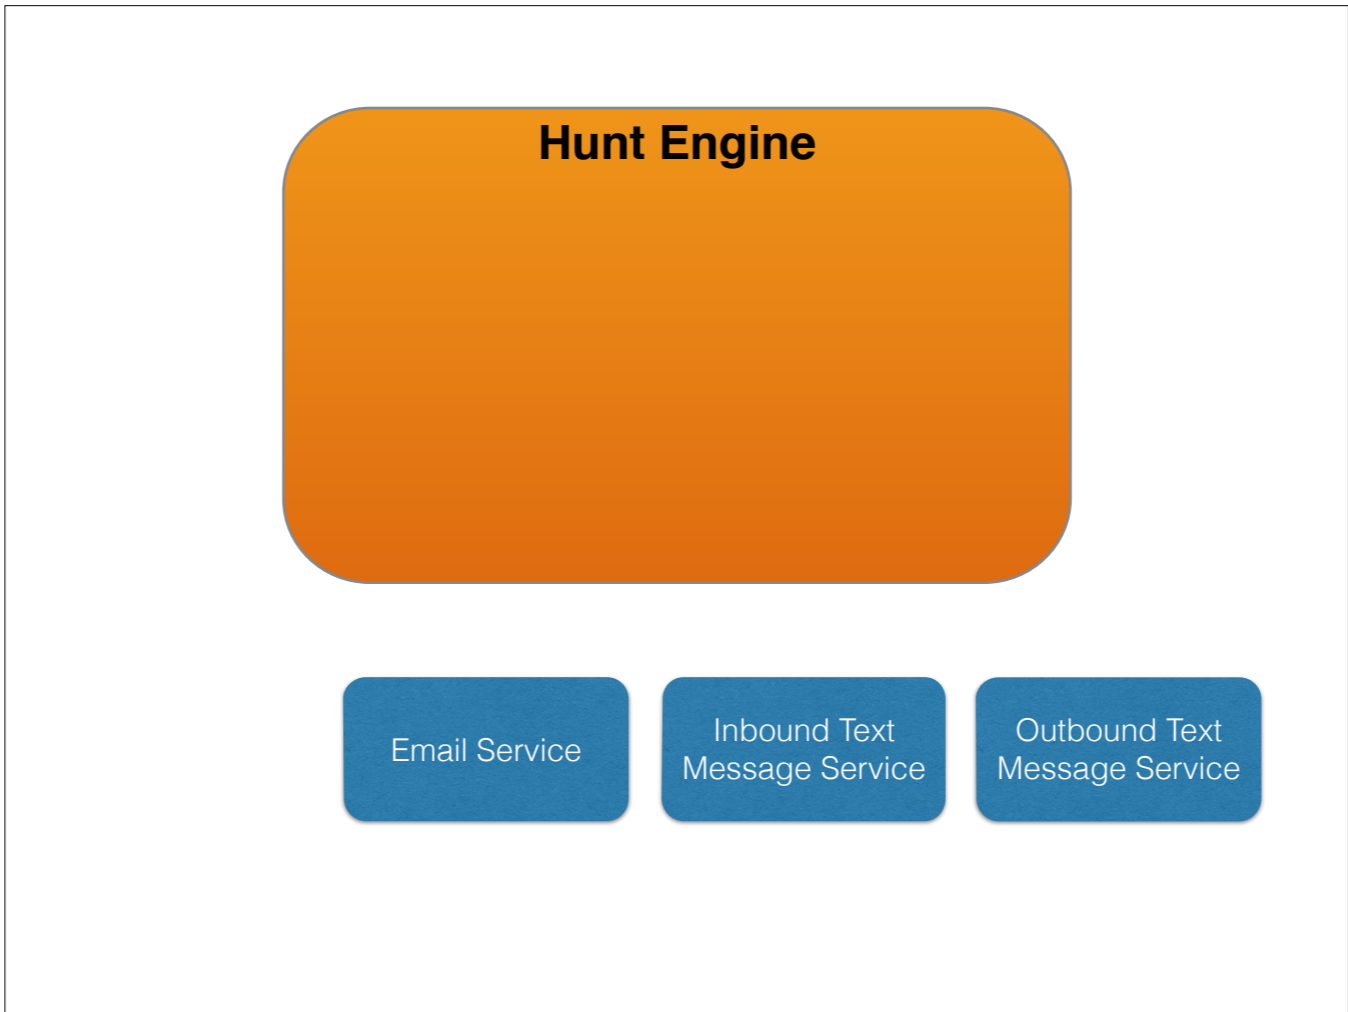 Hunt Engine
Email Service
Inbound Text
Message Service
Outbound Text
Message Service